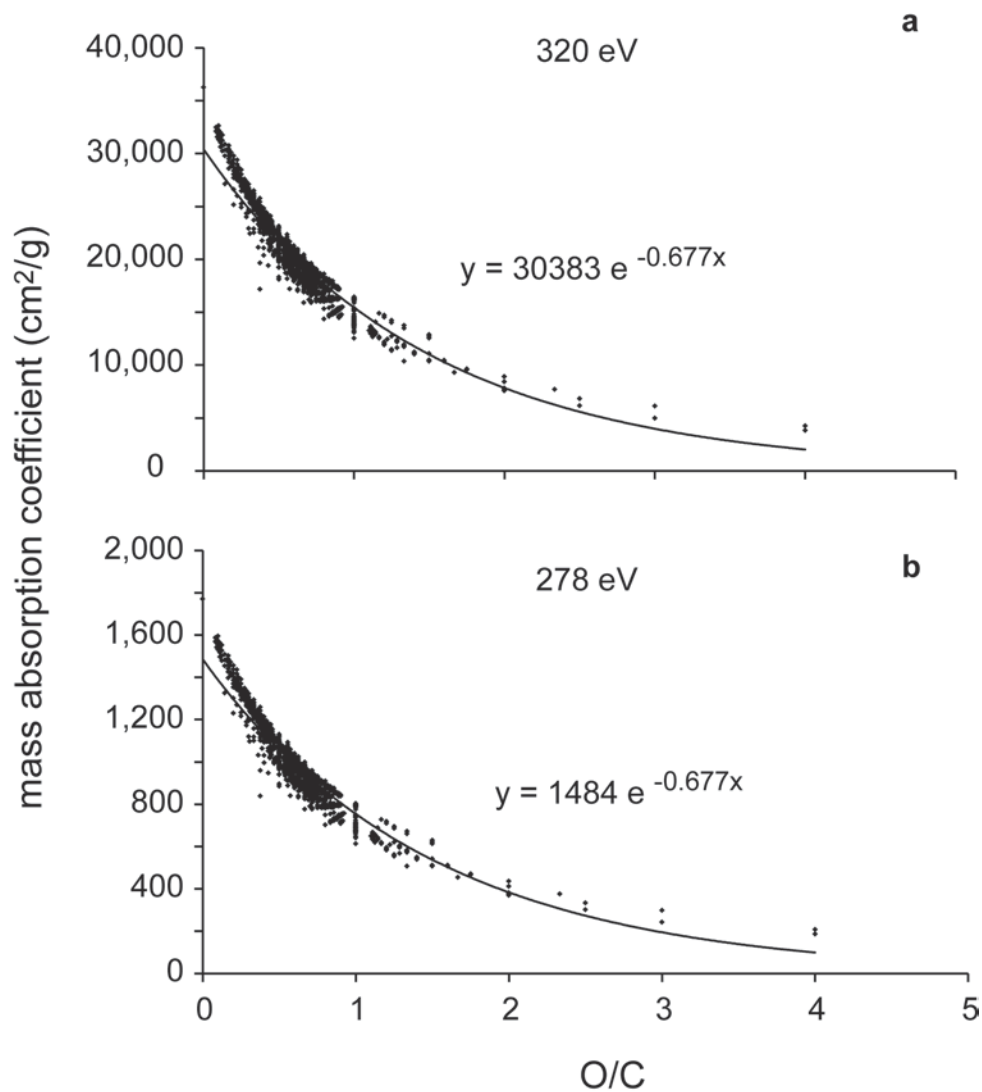 a
320 eV
40,000
30,000
20,000
10,000
0
y = 30383 e -0.677x
mass absorption coefficient (cm²/g)
b
278 eV
2,000
1,600
1,200
800
400
0
y = 1484 e -0.677x
0 1 2 3 4 5
O/C